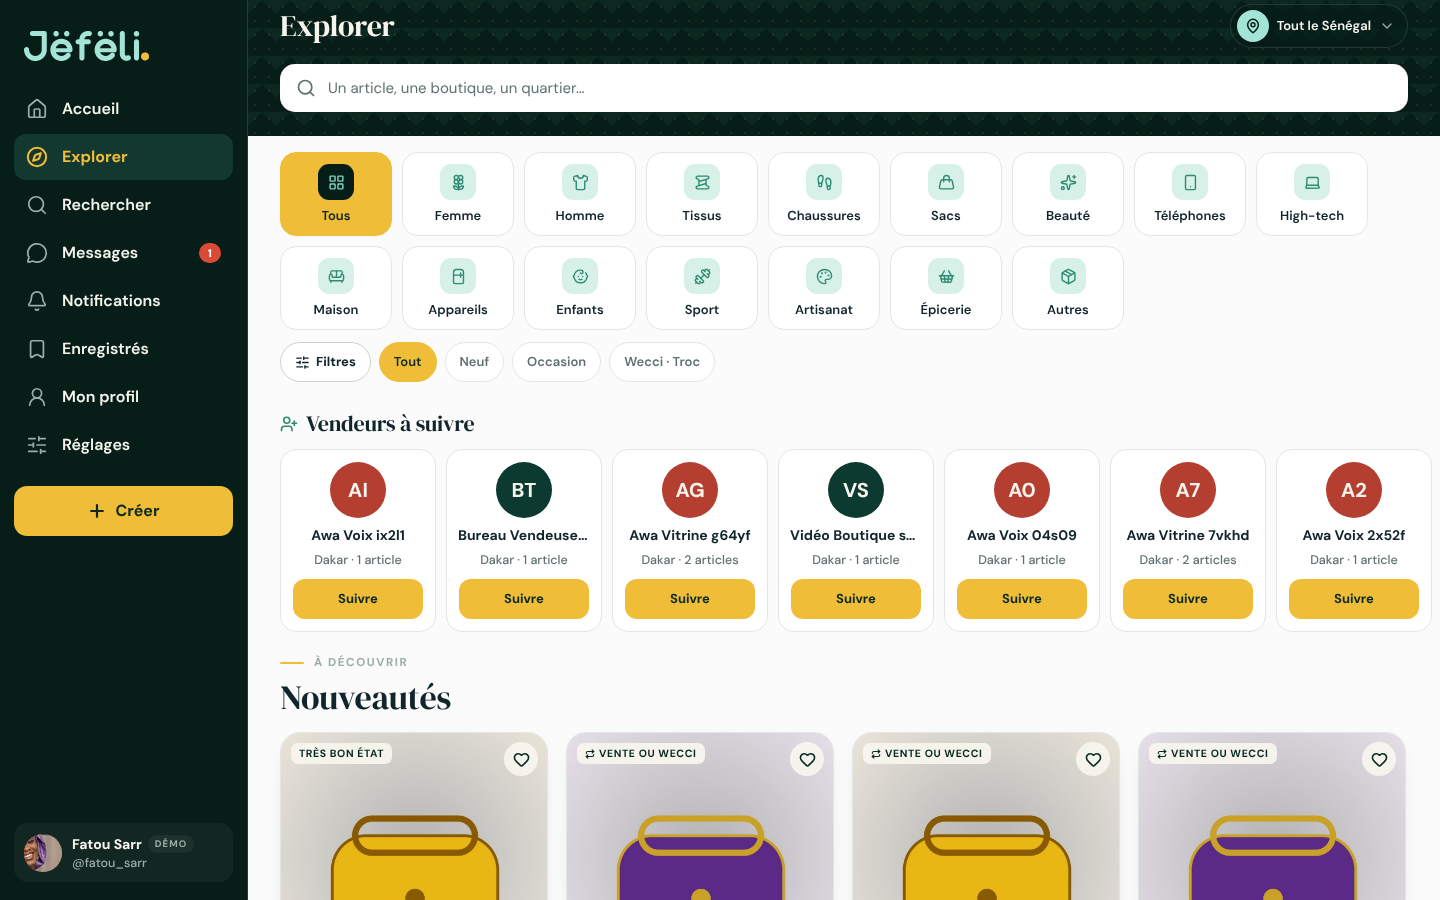 Jëfëli.
Accueil
Explorer
Rechercher
Messages
1
Notifications
Enregistrés
Mon profil
Réglages
Créer
Fatou Sarr
DÉMO
@fatou_sarr
Explorer
Tout le Sénégal
Un article, une boutique, un quartier...
Tous
Femme
Homme
Tissus
Chaussures
Sacs
Beauté
Téléphones
High-tech
Maison
Appareils
Enfants
Sport
Artisanat
Épicerie
Autres
Filtres
Tout
Neuf
Occasion
Wecci · Troc
Vendeurs à suivre
AI
Awa Voix ix2l1
Dakar · 1 article
Suivre
BT
Bureau Vendeuse...
Dakar · 1 article
Suivre
AG
Awa Vitrine g64yf
Dakar · 2 articles
Suivre
VS
Vidéo Boutique s...
Dakar · 1 article
Suivre
A0
Awa Voix 04s09
Dakar · 1 article
Suivre
A7
Awa Vitrine 7vkhd
Dakar · 2 articles
Suivre
A2
Awa Voix 2x52f
Dakar · 1 article
Suivre
À DÉCOUVRIR
Nouveautés
TRÈS BON ÉTAT
VENTE OU WECCI
VENTE OU WECCI
VENTE OU WECCI